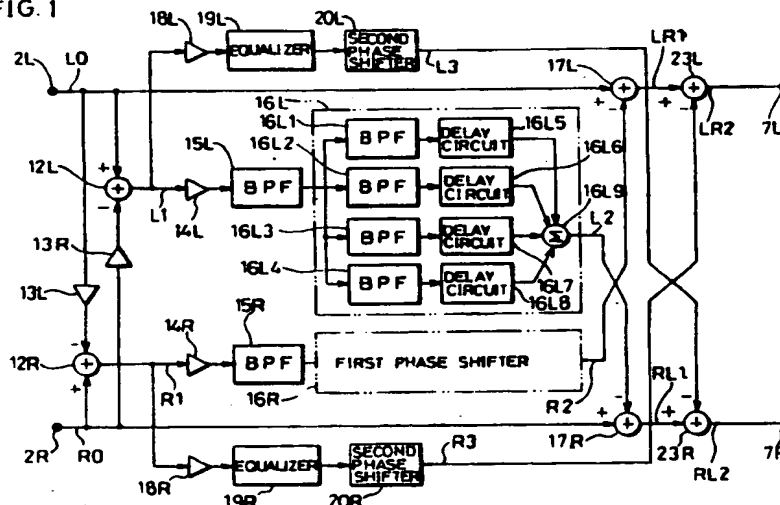 FIG. 1
18L
19L
20L
EQUALIZER
SECOND
PHASE
SHIFTER
L3
2L
L0
17L
LR1
23L
+
-
+
-
LR2
7L
16L
16L1
BPF
DELAY
CIRCUIT
16L5
15L
16L2
BPF
BPF
DELAY
CIRCUIT
16L6
12L
+
-
L1
14L
16L9
Σ
L2
13R
16L3
BPF
DELAY
CIRCUIT
16L7
13L
16L4
BPF
DELAY
CIRCUIT
16L8
14R
15R
BPF
FIRST PHASE SHIFTER
16R
12R
-
+
R1
R2
RL1
+
-
+
-
2R
R0
17R
23R
RL2
R3
18R
EQUALIZER
19R
SECOND
PHASE
SHIFTER
20R